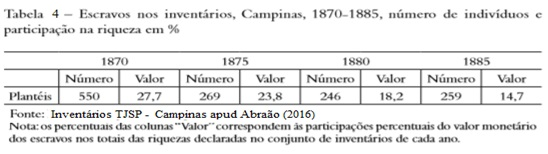 Tabela 4 – Escravos nos inventários, Campinas, 1870-1885, número de indivíduos e
participação na riqueza em %
1870 1875 1880 1885
Número Valor Número Valor Número Valor Número Valor
Plantéis 550 27,7 269 23,8 246 18,2 259 14,7
Fonte: Inventários TJSP - Campinas apud Abraão (2016)
Nota: os percentuais das colunas “Valor” correspondem às participações percentuais do valor monetário
dos escravos nos totais das riquezas declaradas no conjunto de inventários de cada ano.